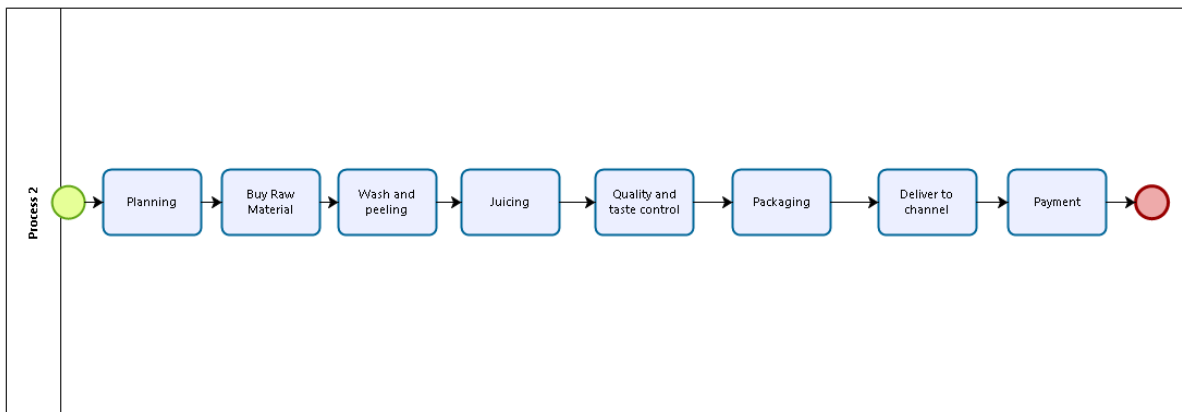 Process 2
Planning
Buy Raw
Material
Wash and
peeling
Juicing
Quality and
taste control
Packaging
Deliver to
channel
Payment